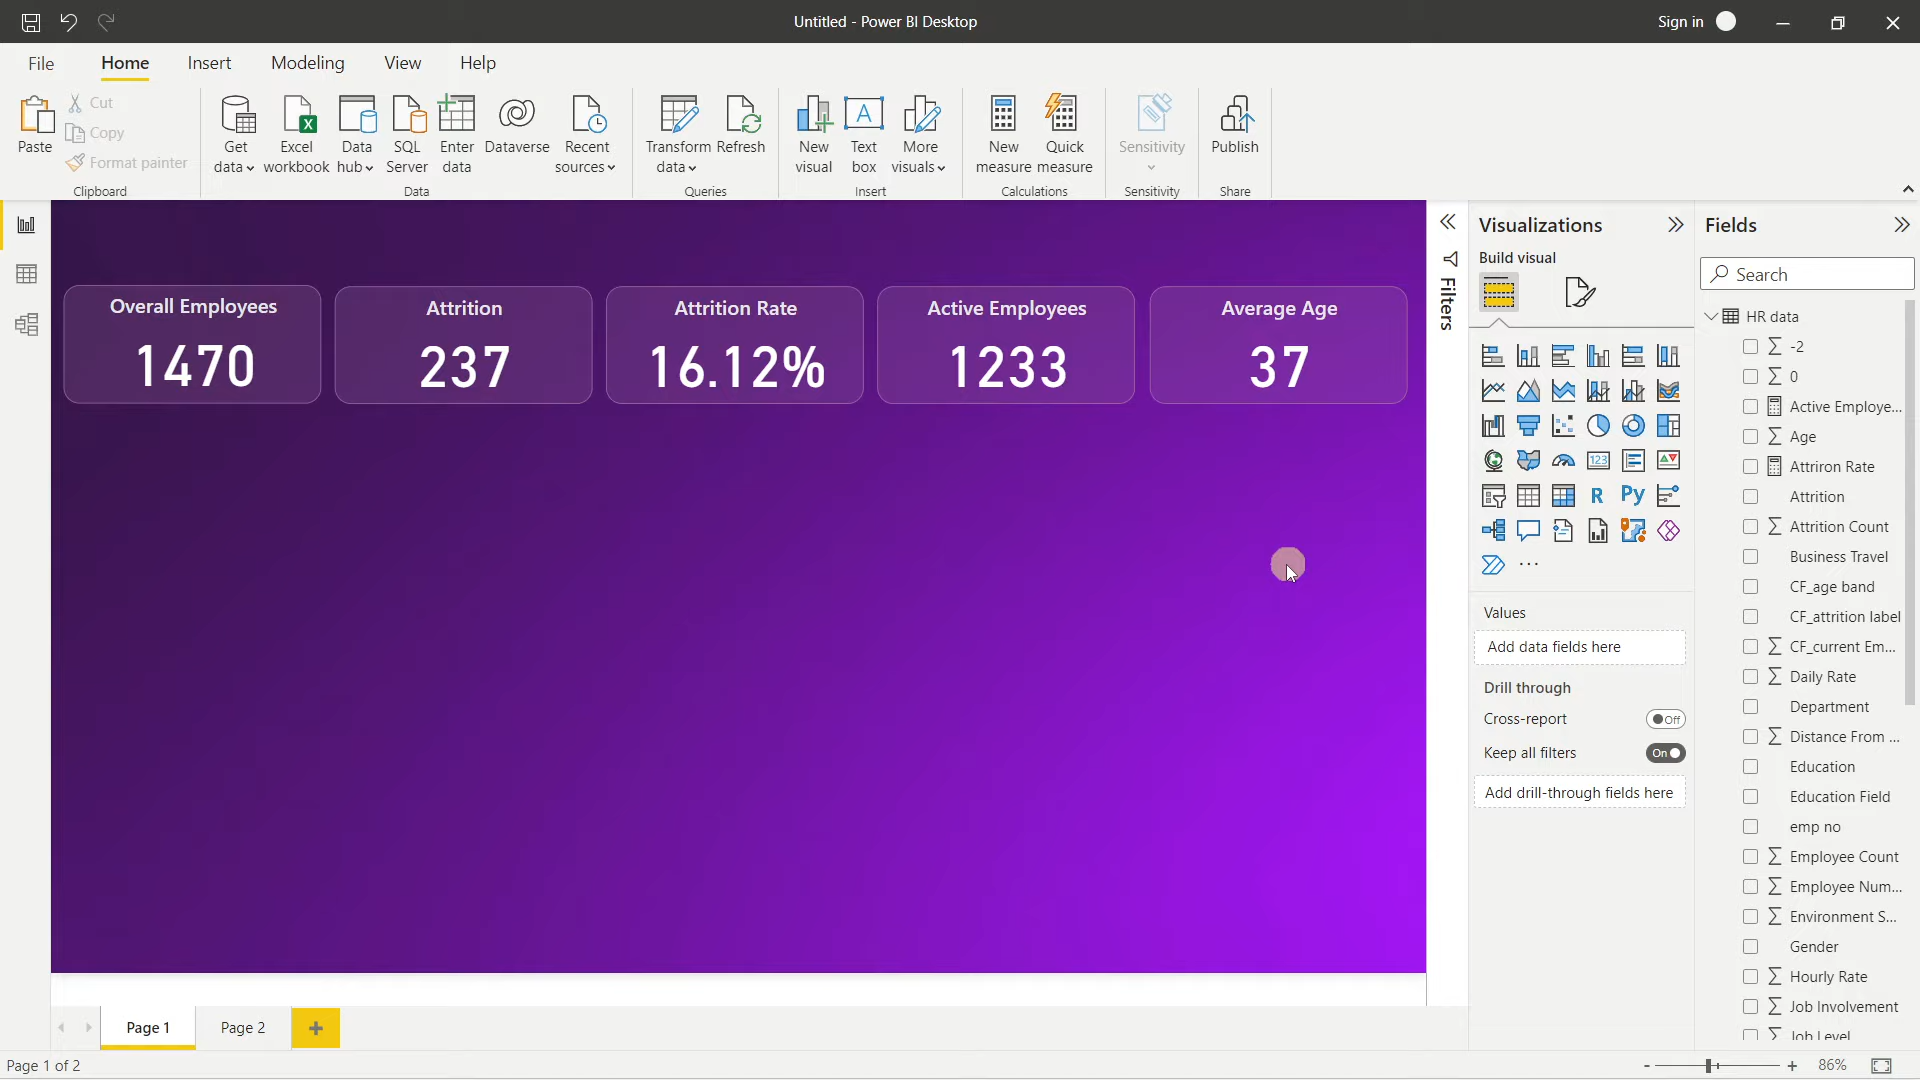 Untitled - Power BI Desktop
Sign in
File Home Insert Modeling View Help
Paste
Cut
Copy
Format painter
Clipboard
Get data
Excel workbook
Data hub
SQL Server
Enter data
Dataverse
Recent sources
Data
Transform data
Refresh
Queries
New visual
A
Text box
More visuals
Insert
New measure
Quick measure
Calculations
Sensitivity
Sensitivity
Publish
Share
Overall Employees
1470
Attrition
237
Attrition Rate
16.12%
Active Employees
1233
Average Age
37
Filters
Visualizations
Build visual
123
R
Py
...
Values
Add data fields here
Drill through
Cross-report
Off
Keep all filters
On
Add drill-through fields here
Fields
Search
HR data
-2
0
Active Employe...
Age
Attriron Rate
Attrition
Attrition Count
Business Travel
CF_age band
CF_attrition label
CF_current Em...
Daily Rate
Department
Distance From ...
Education
Education Field
emp no
Employee Count
Employee Num...
Environment S...
Gender
Hourly Rate
Job Involvement
Job Level
Page 1
Page 2
+
Page 1 of 2
- + 86%